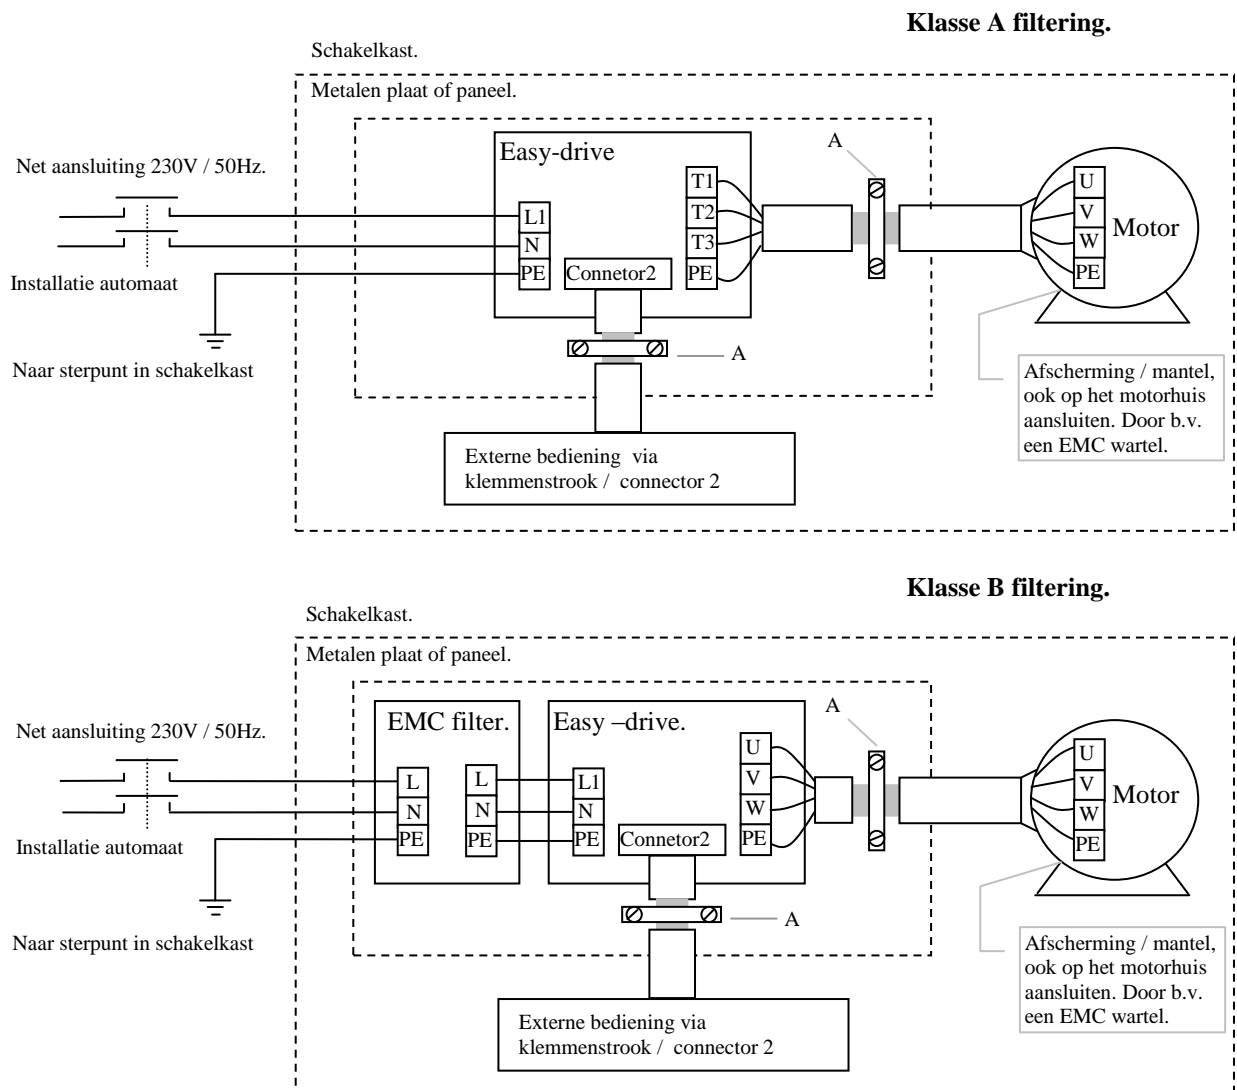 Klasse A filtering.
Schakelkast.
Metalen plaat of paneel.
A
Easy-drive
Net aansluiting 230V / 50Hz.
T1
T2
T3
PE
L1
N
PE
Connetor2
U
V
W
PE
Motor
Installatie automaat
A
Naar sterpunt in schakelkast
Afscherming / mantel,
ook op het motorhuis
aansluiten. Door b.v.
een EMC wartel.
Externe bediening via
klemmenstrook / connector 2
Klasse B filtering.
Schakelkast.
Metalen plaat of paneel.
A
EMC filter.
Easy –drive.
Net aansluiting 230V / 50Hz.
L
N
PE
L
N
PE
L1
N
PE
U
V
W
PE
Connetor2
U
V
W
PE
Motor
Installatie automaat
A
Naar sterpunt in schakelkast
Afscherming / mantel,
ook op het motorhuis
aansluiten. Door b.v.
een EMC wartel.
Externe bediening via
klemmenstrook / connector 2